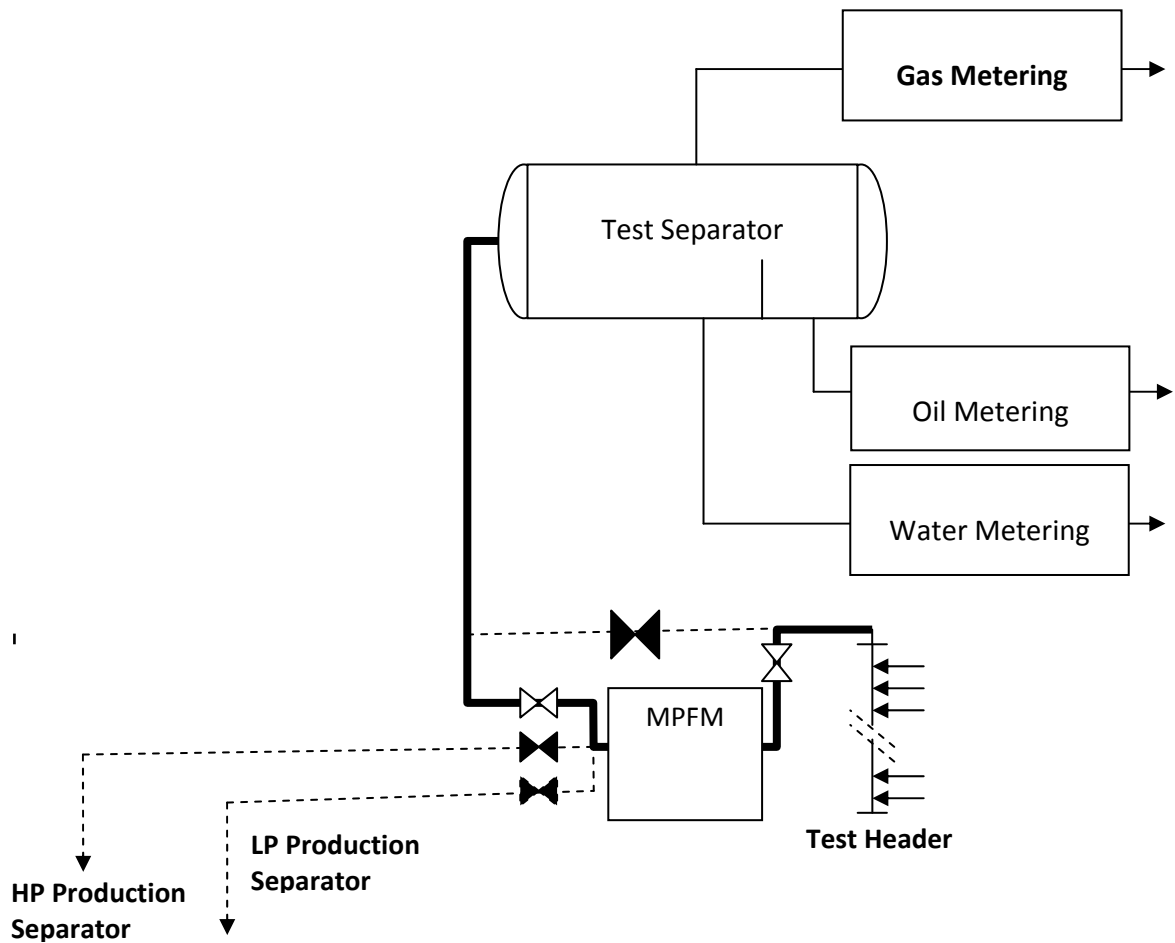 Gas Metering
Test Separator
Oil Metering
Water Metering
MPFM
Test Header
LP Production
Separator
HP Production
Separator